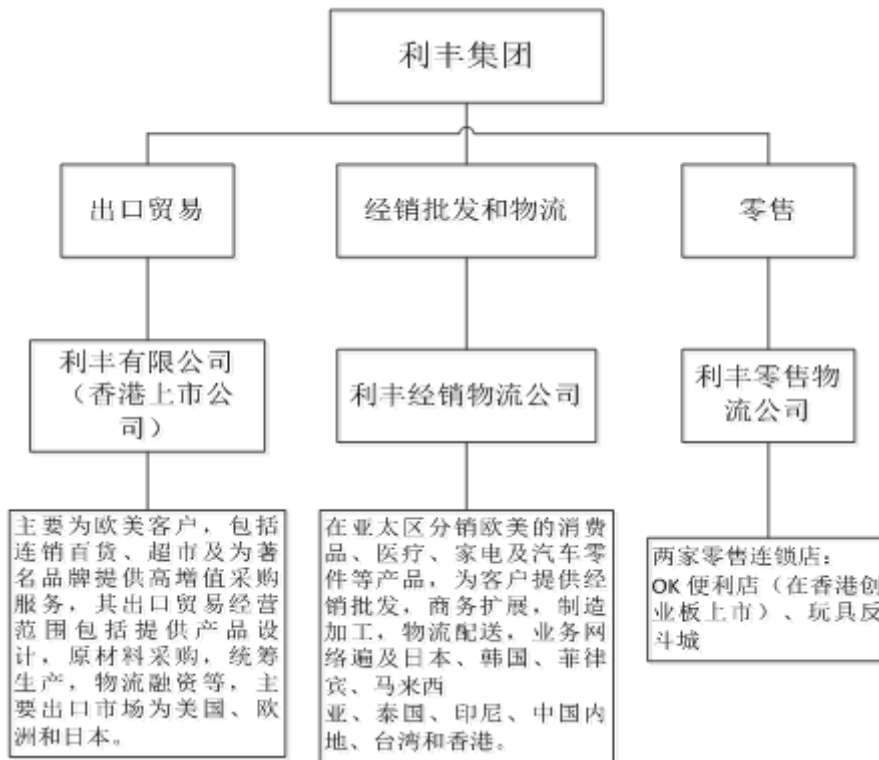 利丰集团
出口贸易
经销批发和物流
零售
利丰有限公司
（香港上市公
司）
利丰经销物流公司
利丰零售物
流公司
主要为欧美客户，包括
连销百货、超市及为著
名品牌提供高增值采购
服务，其出口贸易经营
范围包括提供产品设
计，原材料采购，统筹
生产，物流融资等，主
要出口市场为美国、欧
洲和日本。
在亚太区分销欧美的消费
品、医疗、家电及汽车零
件等产品，为客户提供经
销批发，商务扩展，制造
加工，物流配送，业务网
络遍及日本、韩国、菲律
宾、马来西
亚、泰国、印尼、中国内
地、台湾和香港。
两家零售连锁店：
OK 便利店（在香港创
业板上市）、玩具反
斗城